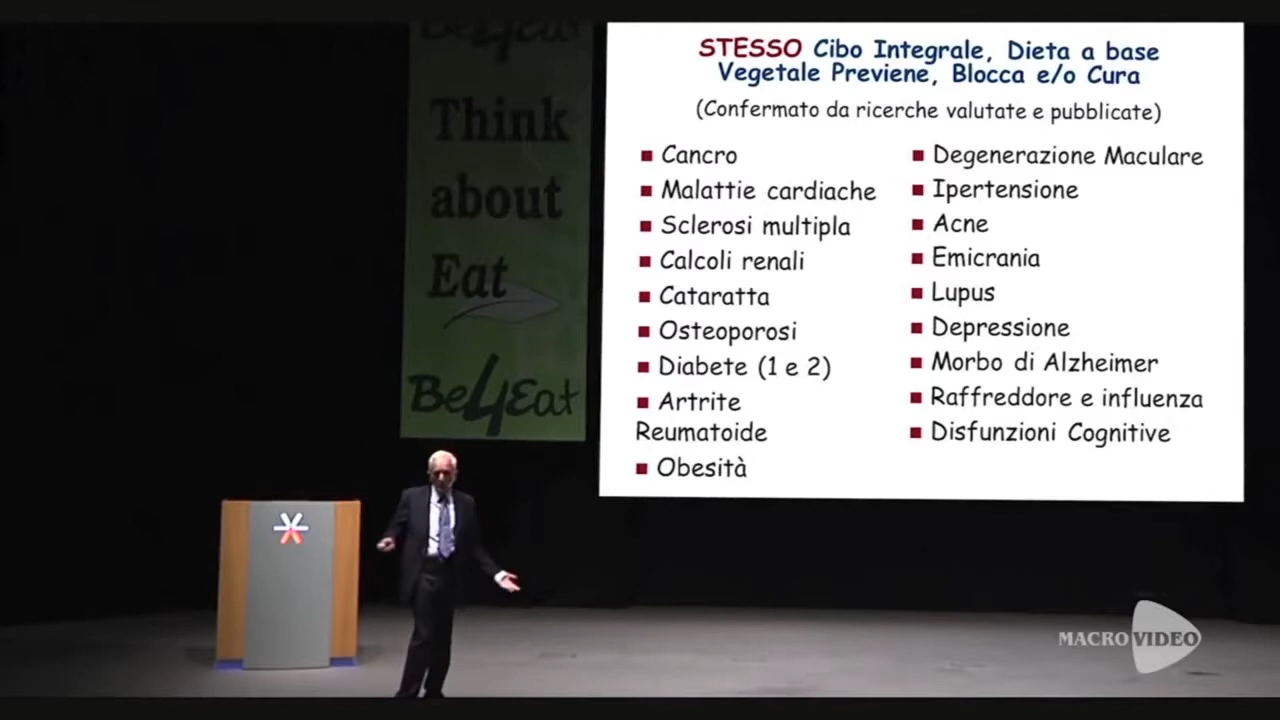 Be4Eat
Think
about
Eat
Be4Eat
STESSO Cibo Integrale, Dieta a base
Vegetale Previene, Blocca e/o Cura
(Confermato da ricerche valutate e pubblicate)
Cancro
Malattie cardiache
Sclerosi multipla
Calcoli renali
Cataratta
Osteoporosi
Diabete (1 e 2)
Artrite
Reumatoide
Obesità
Degenerazione Maculare
Ipertensione
Acne
Emicrania
Lupus
Depressione
Morbo di Alzheimer
Raffreddore e influenza
Disfunzioni Cognitive
MACRO VIDEO